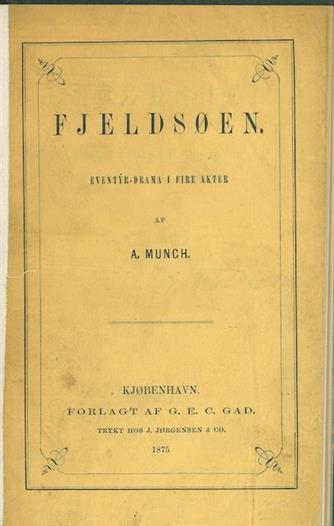 FJELDSØEN.
EVENTYR-DRAMA I FIRE AKTER
AF
A. MUNCH.
KJØBENHAVN.
FORLAGT AF G. E. C. GAD.
TRYKT HOS J. JØRGENSEN & CO.
1875.